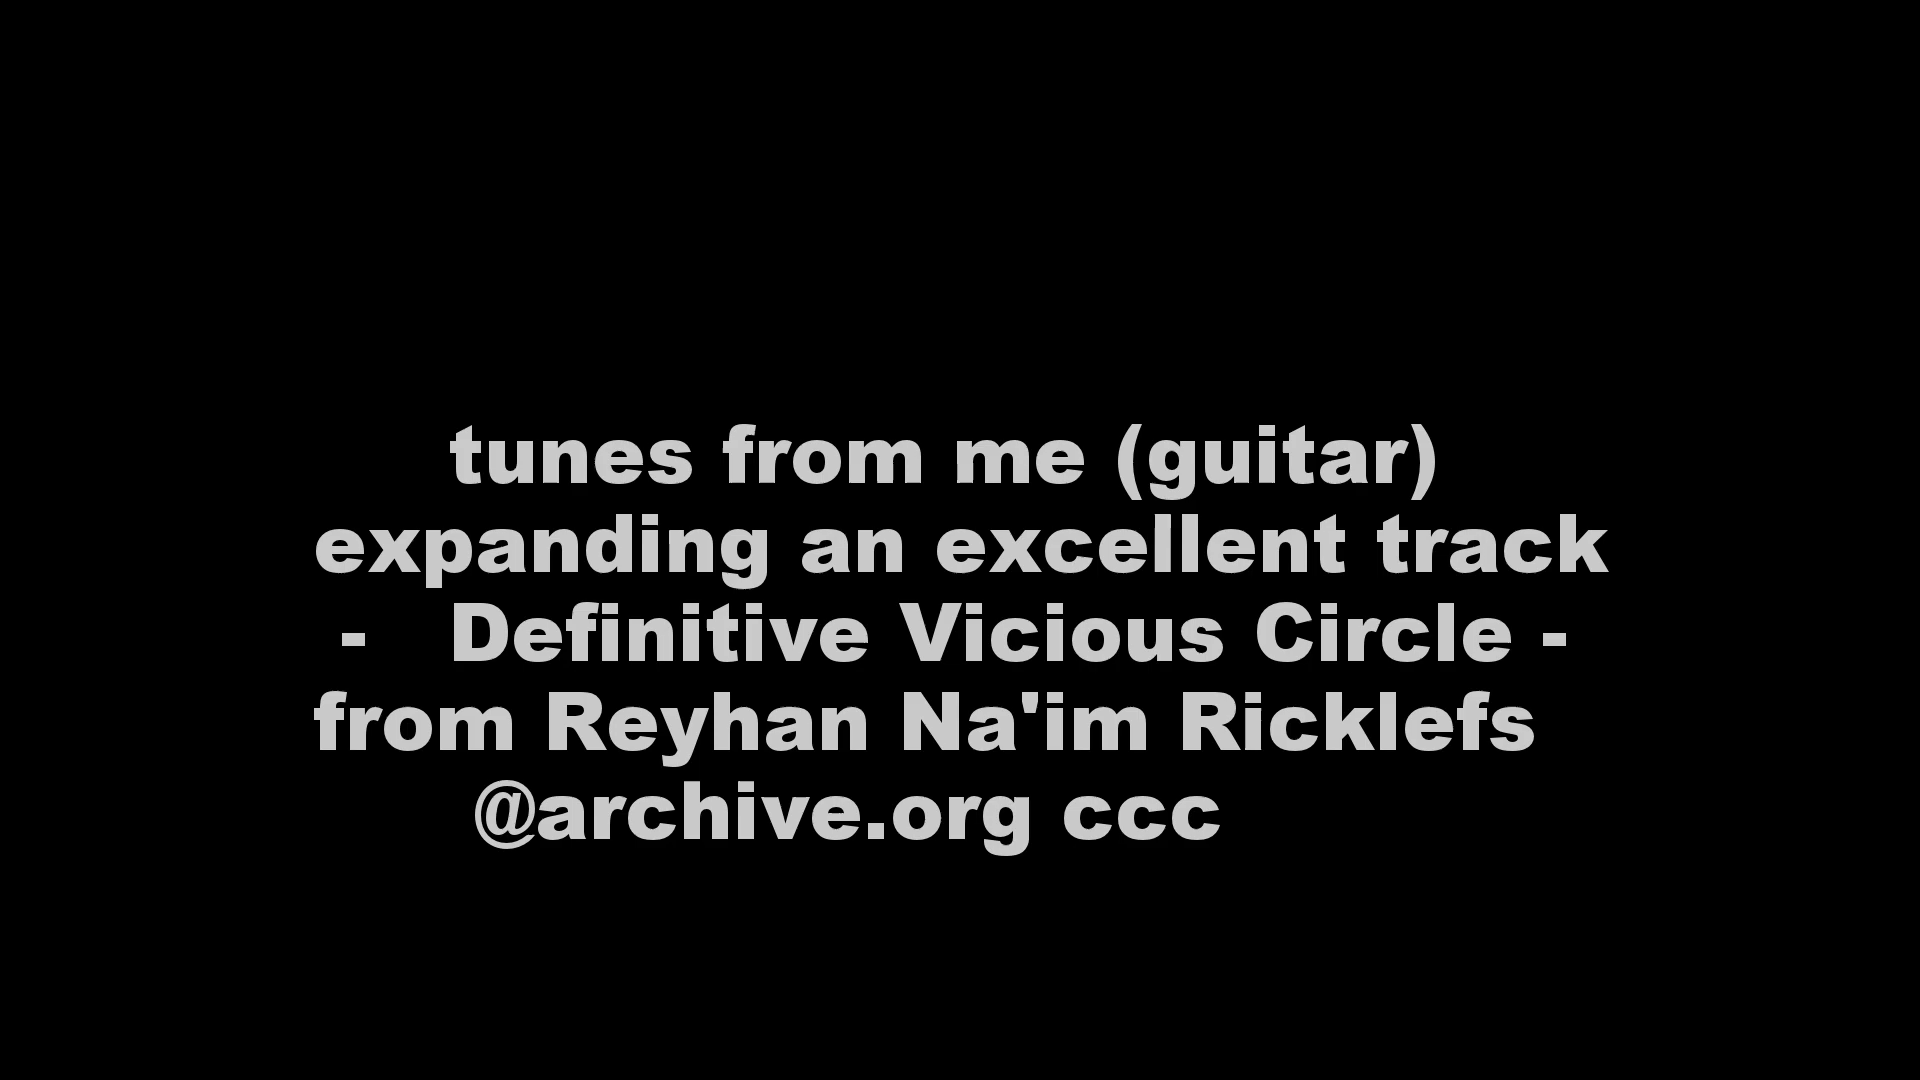 tunes from me (guitar)
expanding an excellent track
- Definitive Vicious Circle -
from Reyhan Na'im Ricklefs
@archive.org ccc